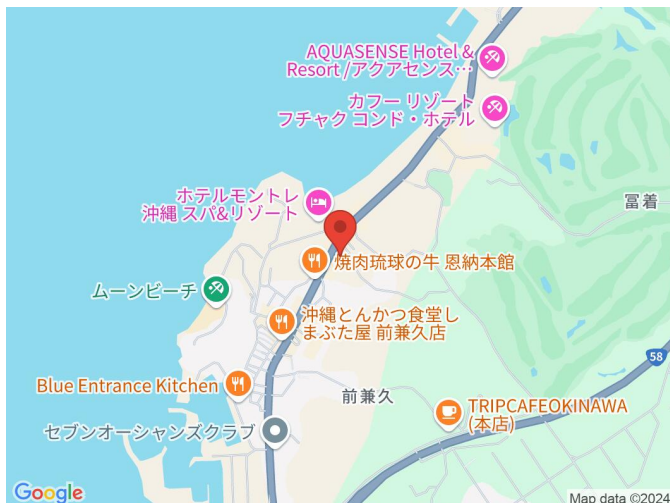 AQUASENSE Hotel &
Resort /アクアセンス…
カフー リゾート
フチャク コンド・ホテル
冨着
ホテルモントレ
沖縄 スパ&リゾート
焼肉琉球の牛 恩納本館
ムーンビーチ
沖縄とんかつ食堂し
まぶた屋 前兼久店
58
Blue Entrance Kitchen
前兼久
TRIPCAFEOKINAWA
(本店)
セブンオーシャンズクラブ
Google
Map data ©2024